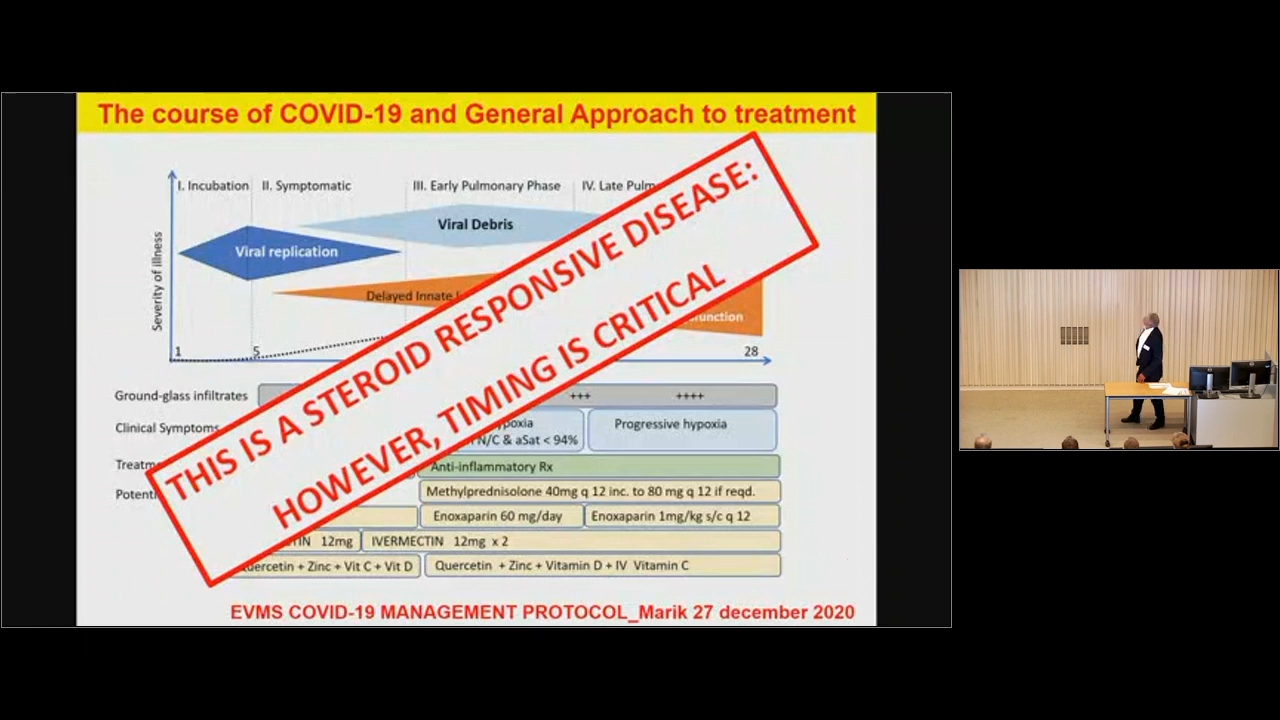 The course of COVID-19 and General Approach to treatment
I. Incubation
II. Symptomatic
III. Early Pulmonary Phase
IV. Late
Viral Debris
Viral replication
Delayed Innate
Severity of illness
1
5
28
THIS IS A STEROID RESPONSIVE DISEASE:
HOWEVER, TIMING IS CRITICAL
Ground-glass infiltrates
+++
++++
Clinical Symptoms
N/C & aSat < 94%
Progressive hypoxia
Anti-inflammatory Rx
Methylprednisolone 40mg q 12 inc. to 80 mg q 12 if reqd.
Enoxaparin 60 mg/day
Enoxaparin 1mg/kg s/c q 12
12mg
IVERMECTIN 12mg x 2
Quercetin + Zinc + Vit C + Vit D
Quercetin + Zinc + Vitamin D + IV Vitamin C
EVMS COVID-19 MANAGEMENT PROTOCOL_Marik 27 december 2020